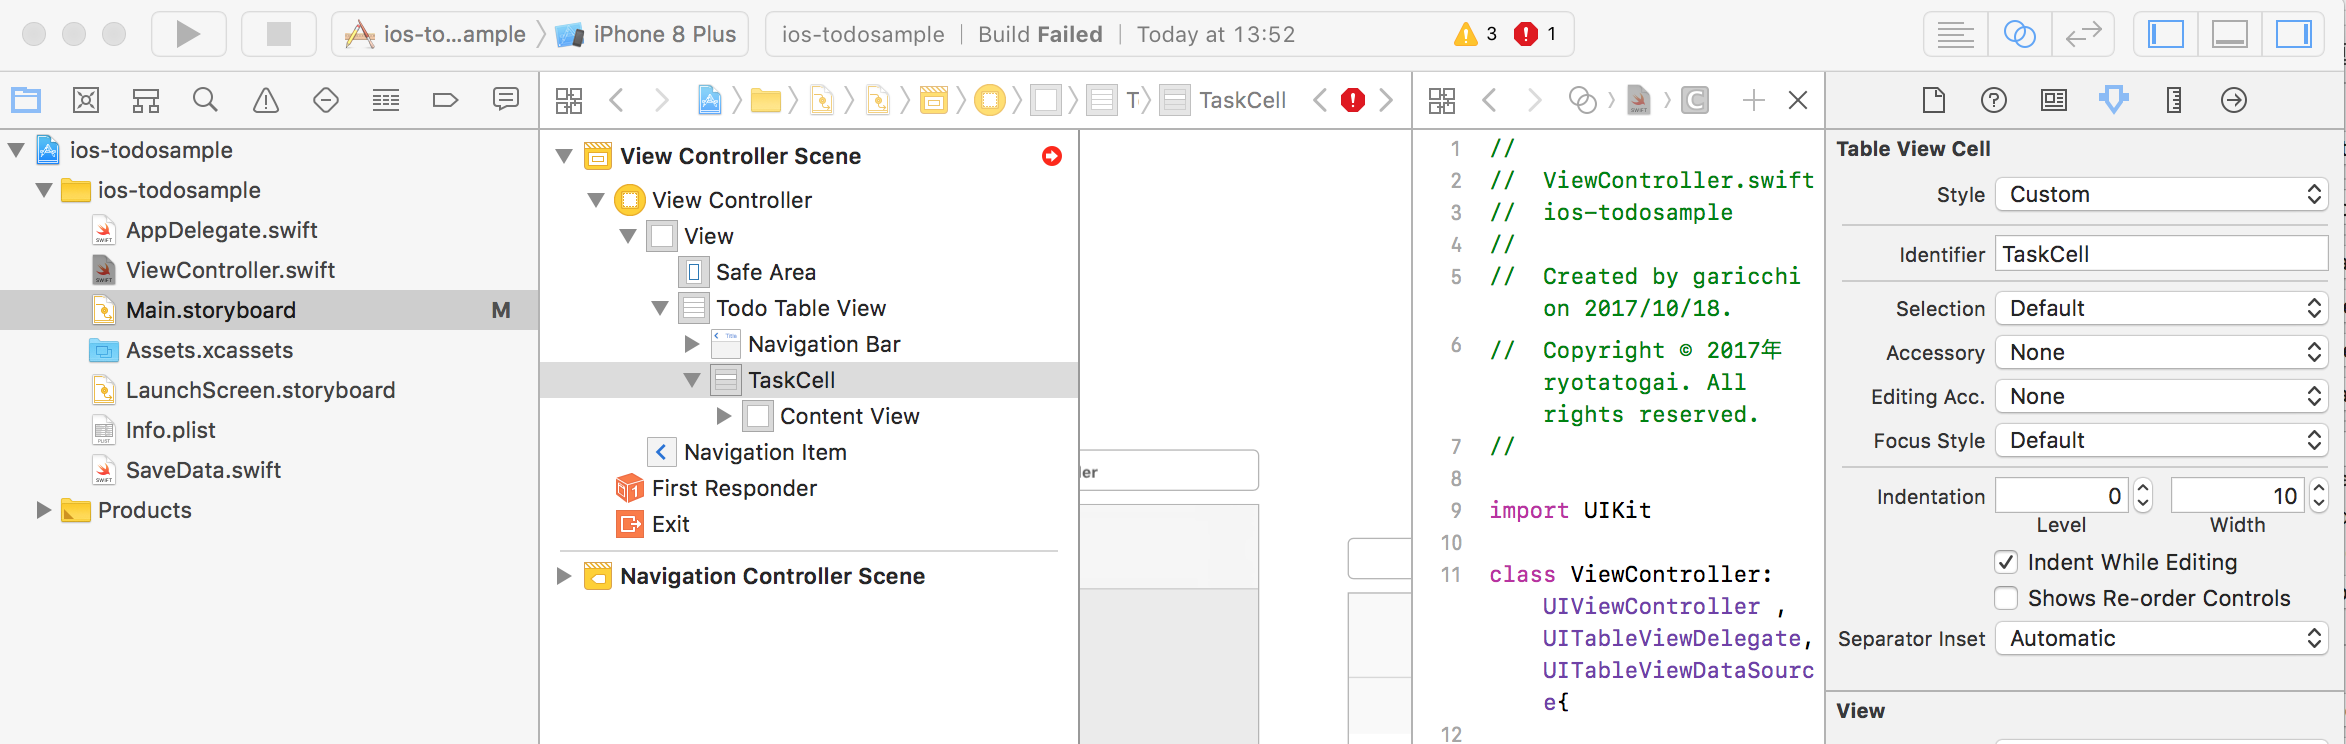 ios-to...ample
iPhone 8 Plus
ios-todosample | Build Failed | Today at 13:52
3
1
TaskCell
ios-todosample
ios-todosample
AppDelegate.swift
ViewController.swift
Main.storyboard M
Assets.xcassets
LaunchScreen.storyboard
Info.plist
SaveData.swift
Products
View Controller Scene
View Controller
View
Safe Area
Todo Table View
Navigation Bar
TaskCell
Content View
Navigation Item
First Responder
Exit
Navigation Controller Scene
1 //
2 // ViewController.swift
3 // ios-todosample
4 //
5 // Created by garicchi
on 2017/10/18.
6 // Copyright © 2017年
ryotatogai. All
rights reserved.
7 //
8
9 import UIKit
10
11 class ViewController:
UIViewController ,
UITableViewDelegate,
UITableViewDataSourc
e{
12
Table View Cell
Style Custom
Identifier TaskCell
Selection Default
Accessory None
Editing Acc. None
Focus Style Default
Indentation 0 10
Level Width
Indent While Editing
Shows Re-order Controls
Separator Inset Automatic
View